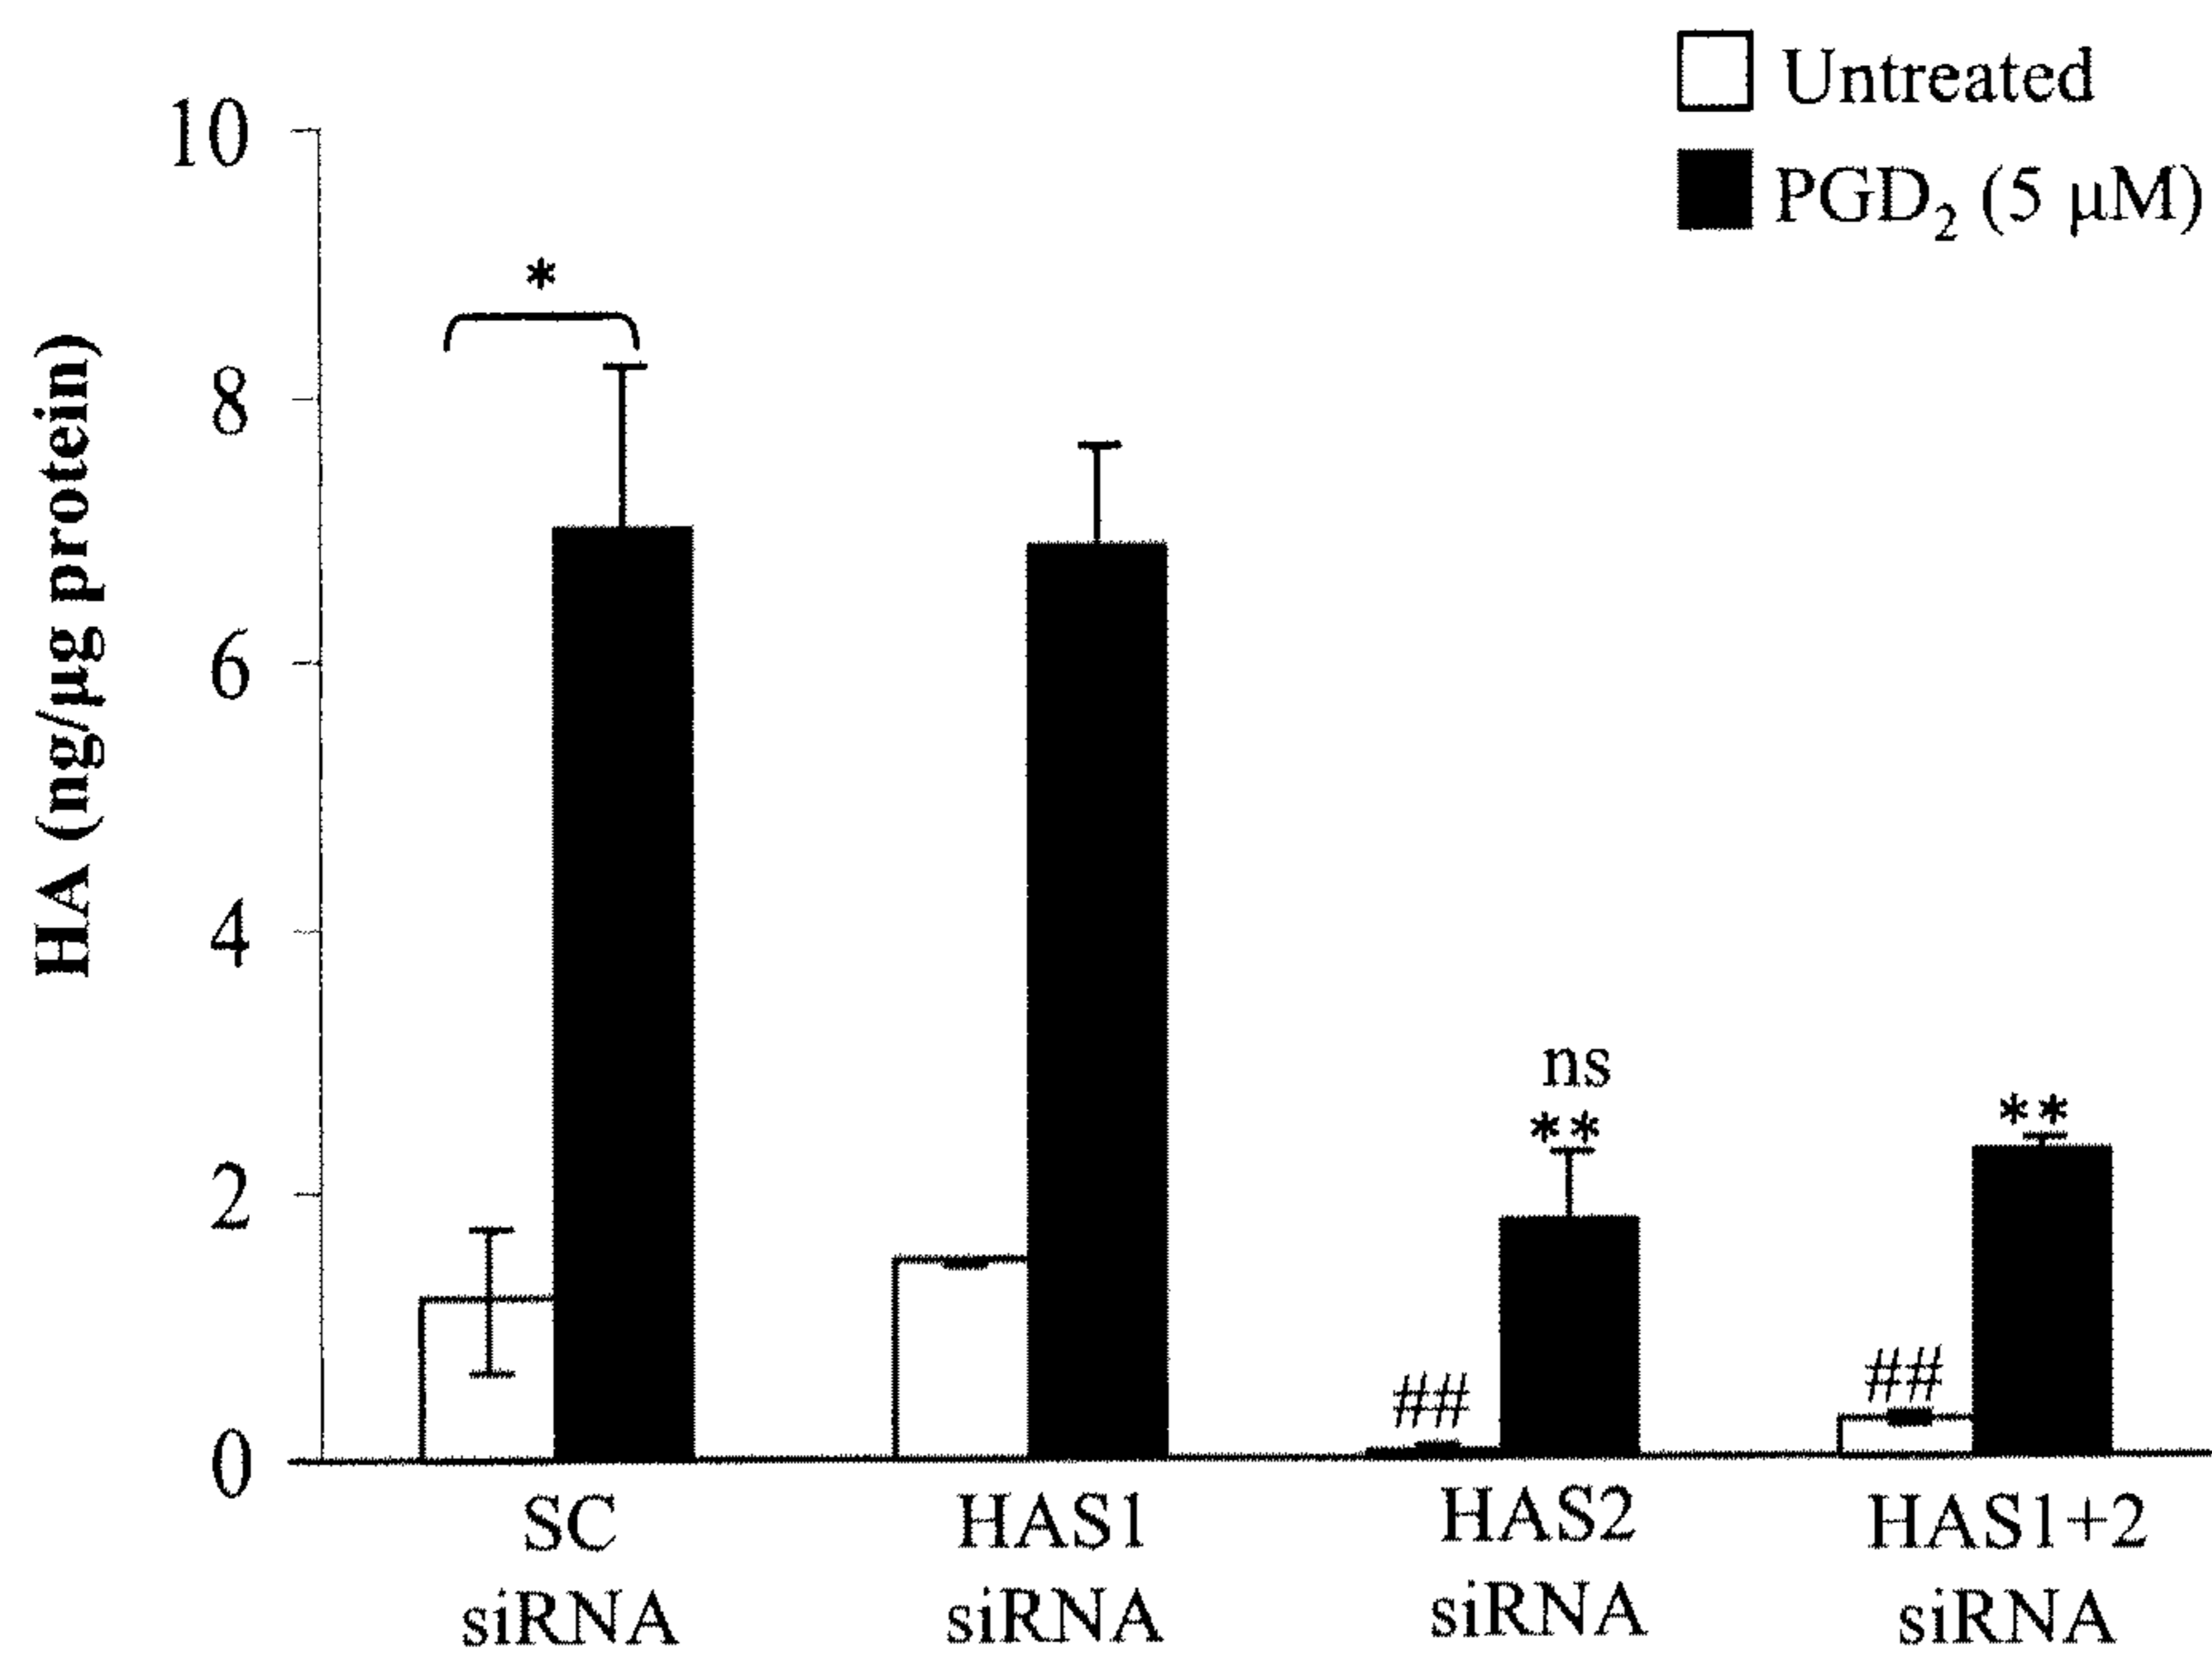 Untreated
PGD₂ (5 µM)
HA (ng/µg protein)
10
8
6
4
2
0
*
ns
**
**
##
##
SC
siRNA
HAS1
siRNA
HAS2
siRNA
HAS1+2
siRNA